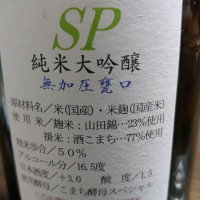 SP
純米大吟醸
無加圧甕口
原材料名／米(国産)・米麹(国産米)
使用米／麹米：山田錦…23%使用
掛米：酒こまち…77%使用
精米歩合／50%
アルコール分／16.5度
日本酒度／+3.0 酸度／1.5
使用酵母／こまち酵母スペシャル